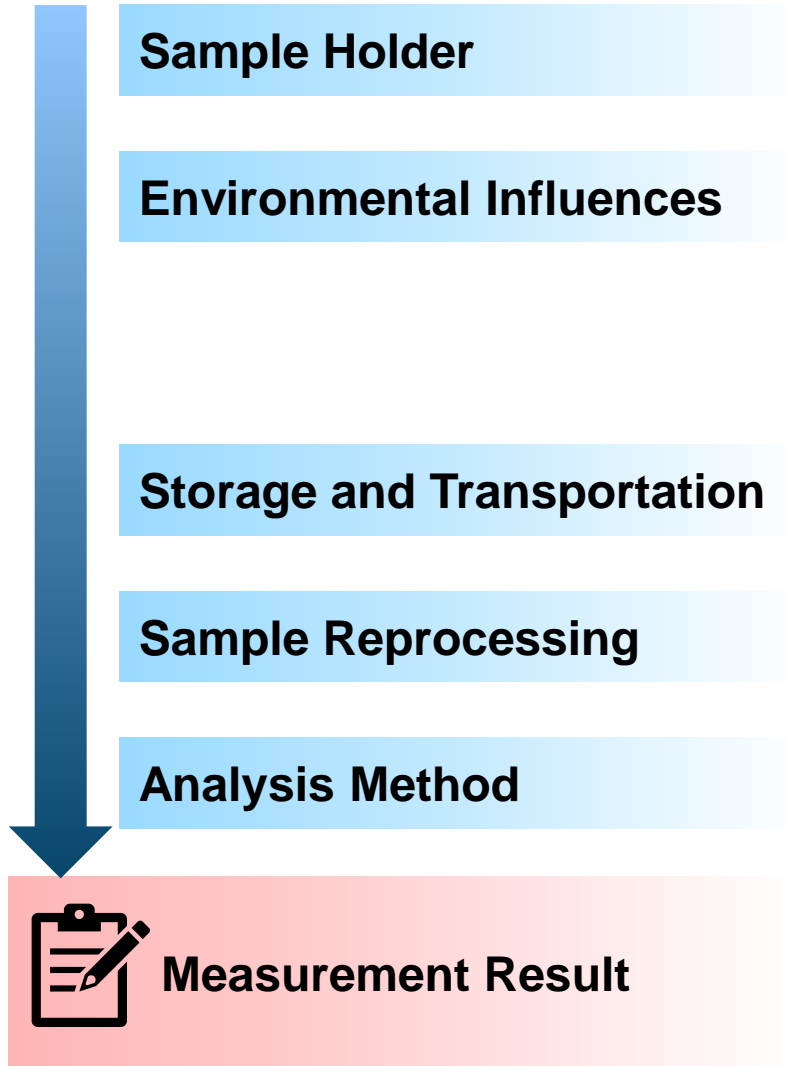 Sample Holder
Environmental Influences
Storage and Transportation
Sample Reprocessing
Analysis Method
Measurement Result